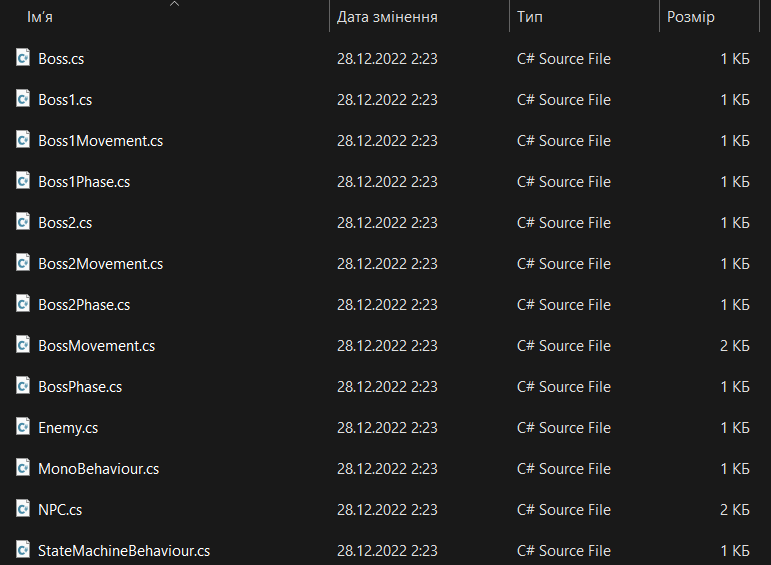 Ім’я Дата змінення Тип Розмір
Boss.cs 28.12.2022 2:23 C# Source File 1 КБ
Boss1.cs 28.12.2022 2:23 C# Source File 1 КБ
Boss1Movement.cs 28.12.2022 2:23 C# Source File 1 КБ
Boss1Phase.cs 28.12.2022 2:23 C# Source File 1 КБ
Boss2.cs 28.12.2022 2:23 C# Source File 1 КБ
Boss2Movement.cs 28.12.2022 2:23 C# Source File 1 КБ
Boss2Phase.cs 28.12.2022 2:23 C# Source File 1 КБ
BossMovement.cs 28.12.2022 2:23 C# Source File 2 КБ
BossPhase.cs 28.12.2022 2:23 C# Source File 1 КБ
Enemy.cs 28.12.2022 2:23 C# Source File 1 КБ
MonoBehaviour.cs 28.12.2022 2:23 C# Source File 1 КБ
NPC.cs 28.12.2022 2:23 C# Source File 2 КБ
StateMachineBehaviour.cs 28.12.2022 2:23 C# Source File 1 КБ